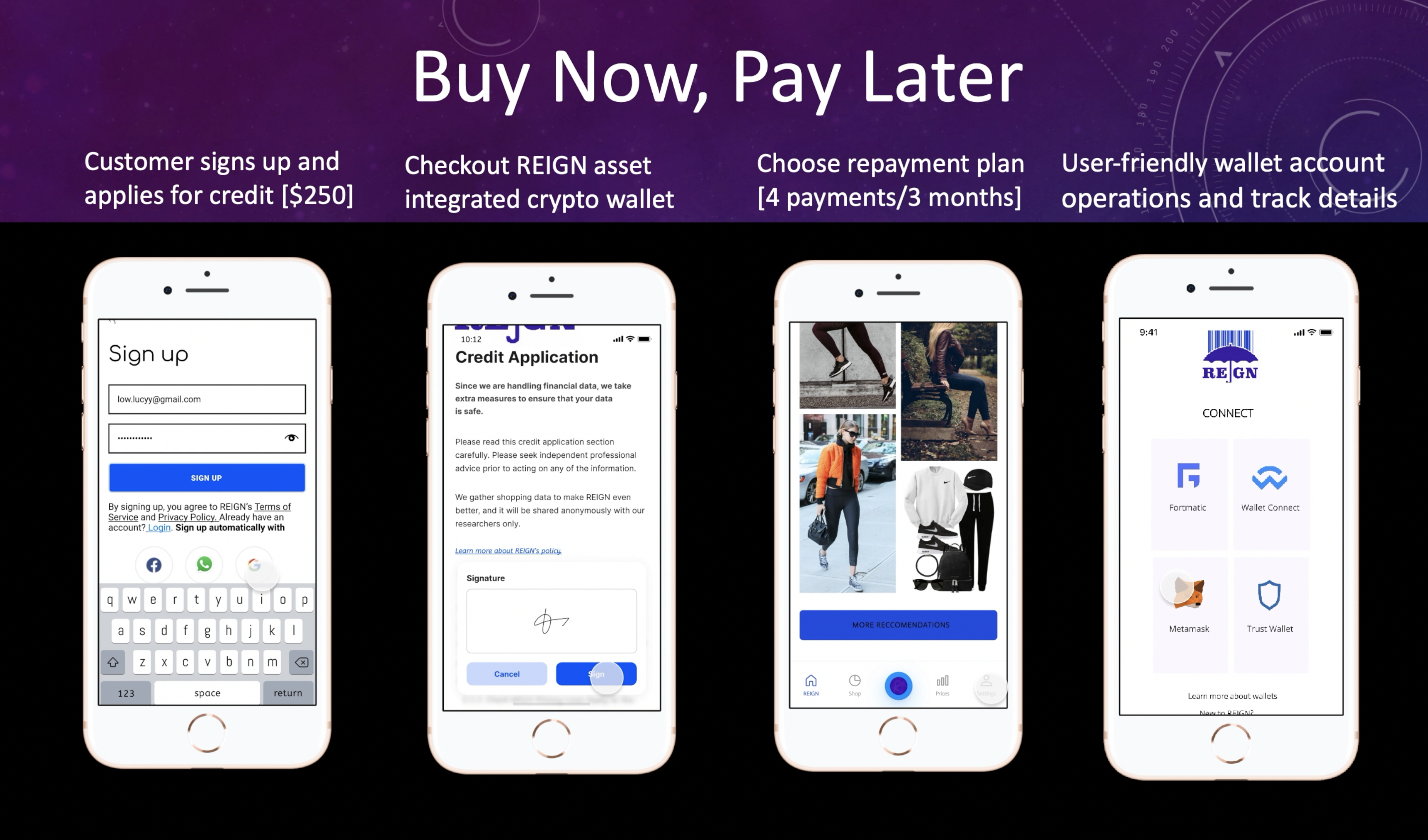 Buy Now, Pay Later
Customer signs up and
applies for credit [$250]
Checkout REIGN asset
integrated crypto wallet
Choose repayment plan
[4 payments/3 months]
User-friendly wallet account
operations and track details
210
200
190
180
Sign up
low.lucyy@gmail.com
••••••••••••
SIGN UP
By signing up, you agree to REIGN's Terms of
Service and Privacy Policy. Already have an
account? Login. Sign up automatically with
q w e r t y u i o p
a s d f g h j k l
z x c v b n m
123 space return
REIGN
10:12
Credit Application
Since we are handling financial data, we take
extra measures to ensure that your data
is safe.
Please read this credit application section
carefully. Please seek independent professional
advice prior to acting on any of the information.
We gather shopping data to make REIGN even
better, and it will be shared anonymously with our
researchers only.
Learn more about REIGN's policy.
Signature
Cancel Sign
MORE RECCOMENDATIONS
REIGN Shop Prices Settings
9:41
REIGN
CONNECT
Fortmatic Wallet Connect
Metamask Trust Wallet
Learn more about wallets
New to REIGN?